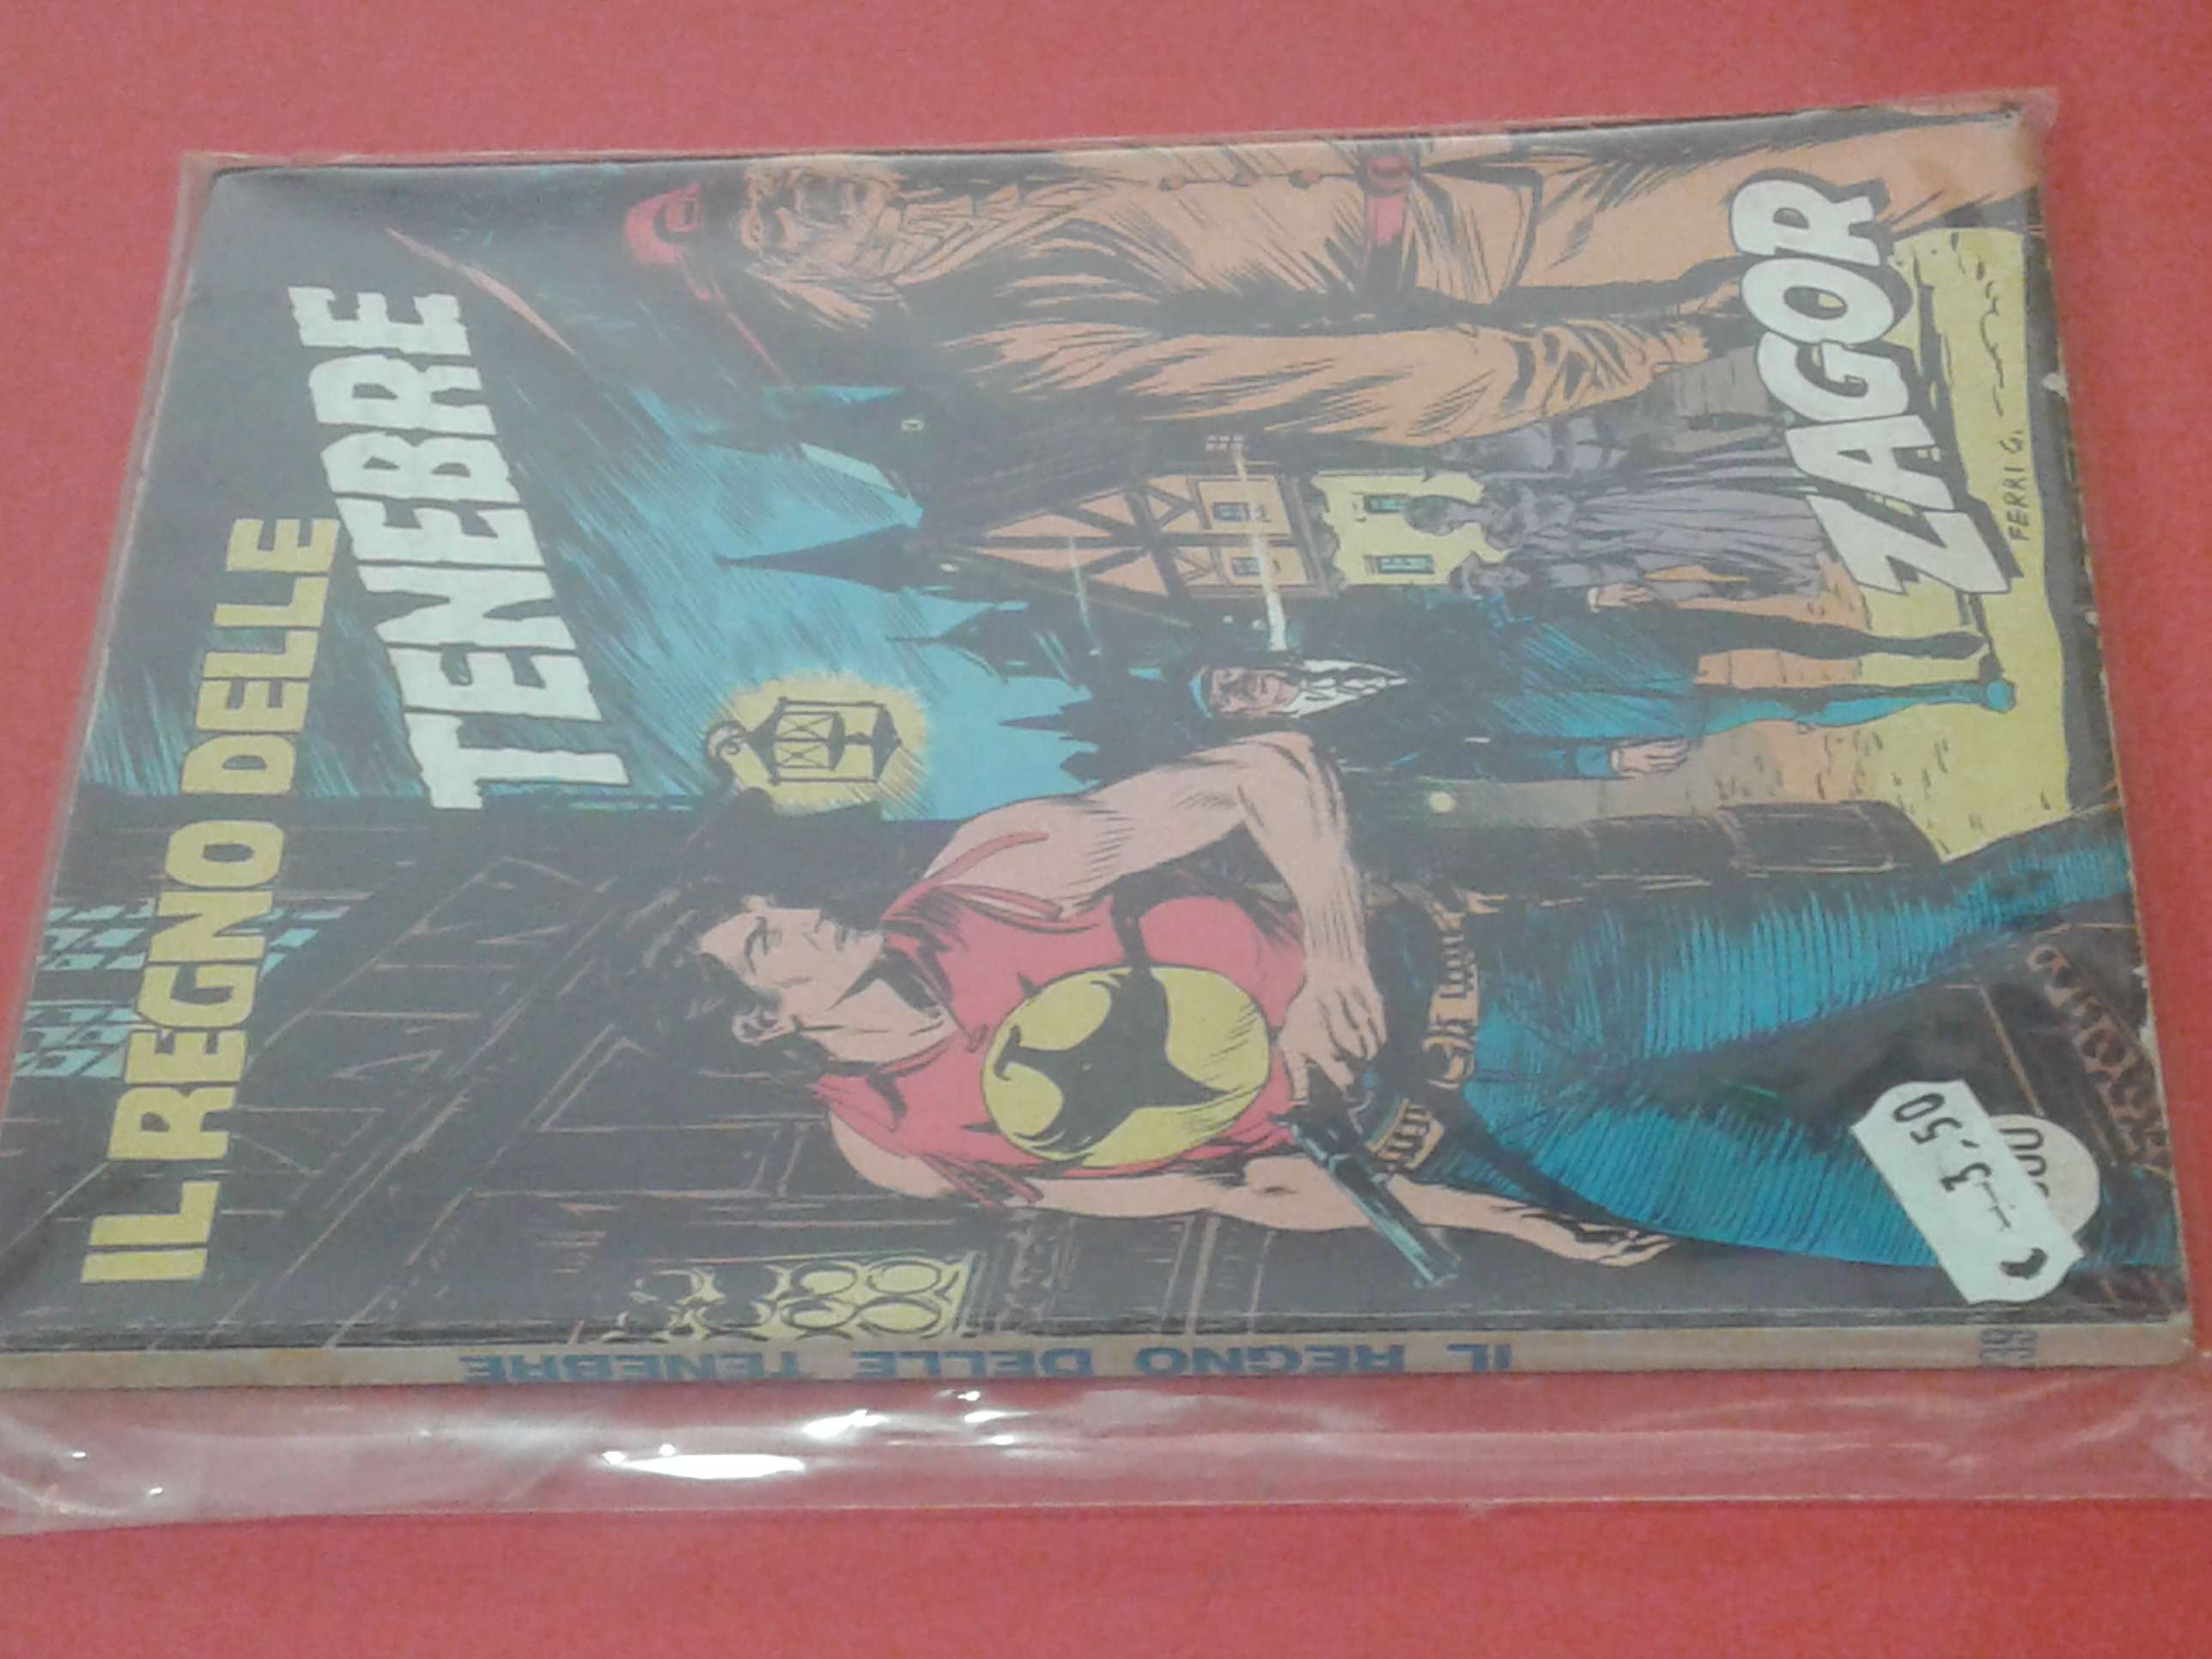 IL REGNO DELLE
TENEBRE
ZAGOR
FERRI G.
3,50
IL REGNO DELLE TENEBRE